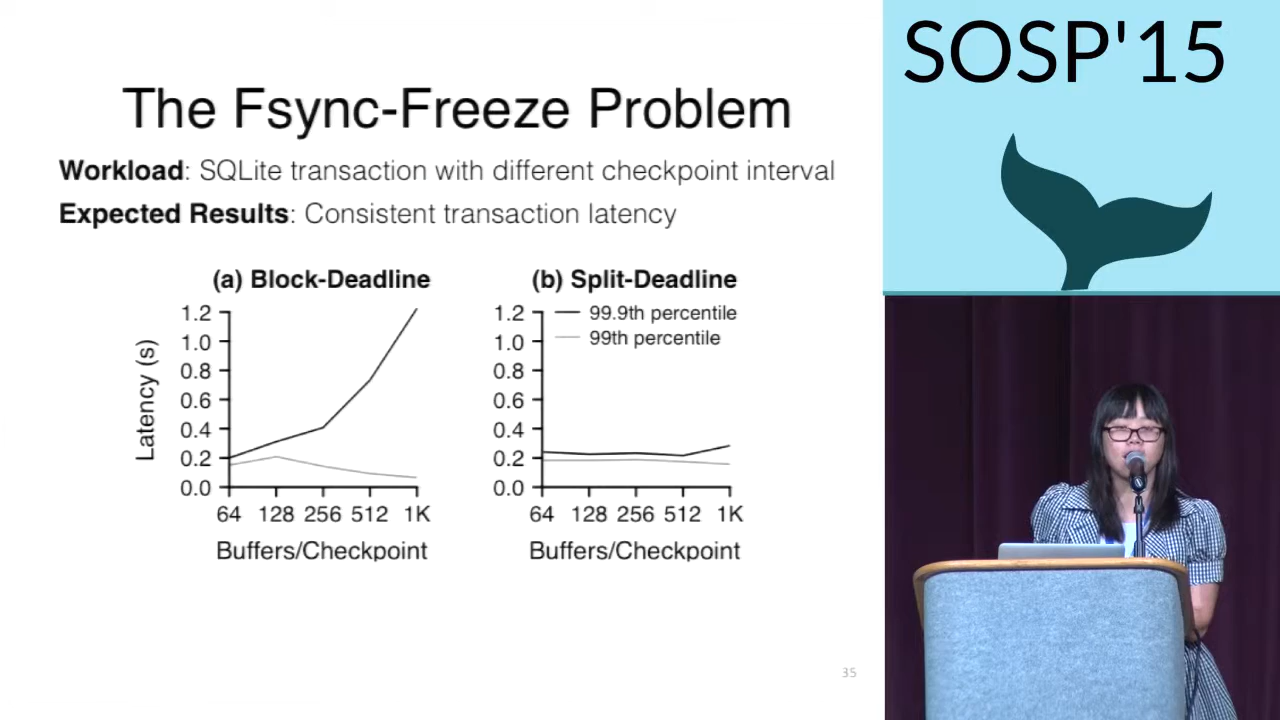 SOSP'15
The Fsync-Freeze Problem
Workload: SQLite transaction with different checkpoint interval
Expected Results: Consistent transaction latency
(a) Block-Deadline
Latency (s)
1.2
1.0
0.8
0.6
0.4
0.2
0.0
64 128 256 512 1K
Buffers/Checkpoint
(b) Split-Deadline
99.9th percentile
99th percentile
1.2
1.0
0.8
0.6
0.4
0.2
0.0
64 128 256 512 1K
Buffers/Checkpoint
35